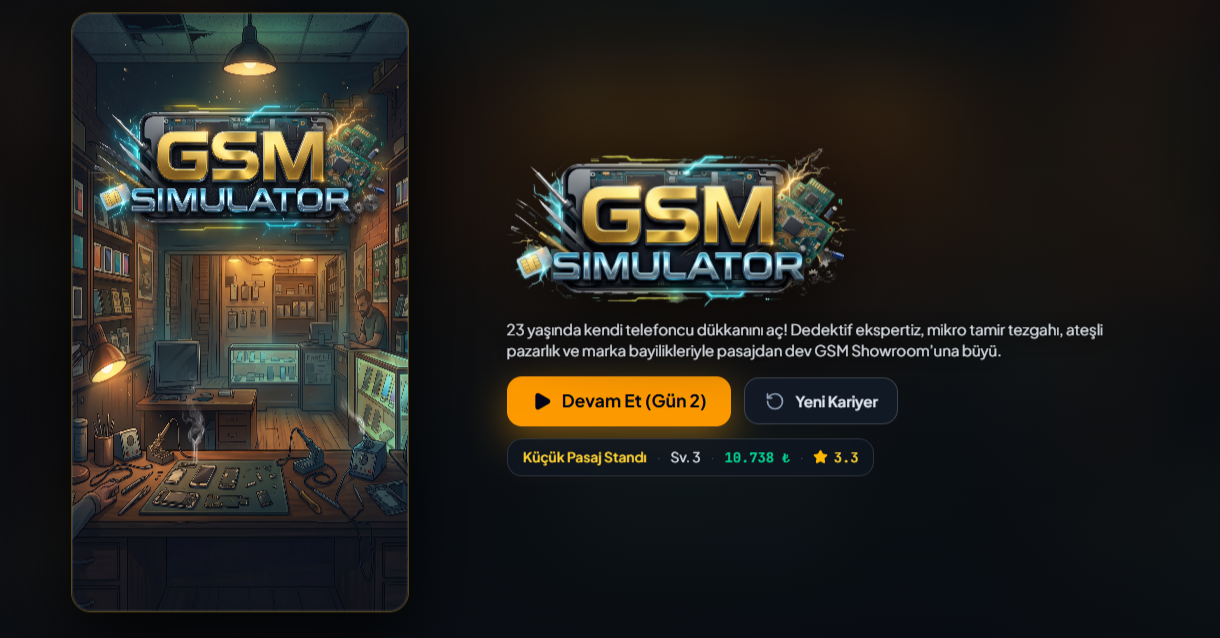 GSM
SIMULATOR
GSM
SIMULATOR
23 yaşında kendi telefoncu dükkanını aç! Dedektif ekspertiz, mikro tamir tezgahı, ateşli
pazarlık ve marka bayilikleriyle pasajdan dev GSM Showroom'una büyü.
Devam Et (Gün 2)
Yeni Kariyer
Küçük Pasaj Standı · Sv. 3 · 10.738 ₺ · ★ 3.3